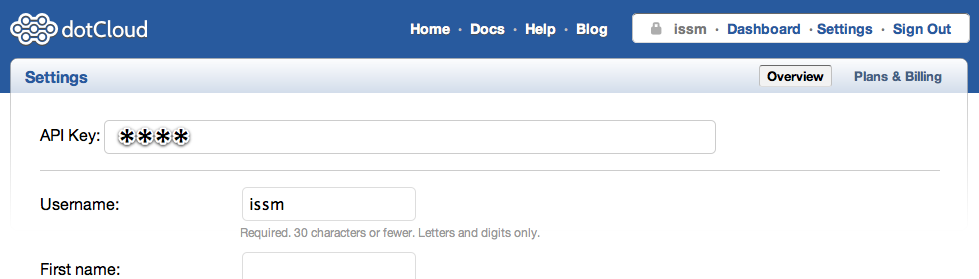 dotCloud Home · Docs · Help · Blog issm · Dashboard · Settings · Sign Out
Settings Overview Plans & Billing
API Key: ****
Username: issm
Required. 30 characters or fewer. Letters and digits only.
First name: